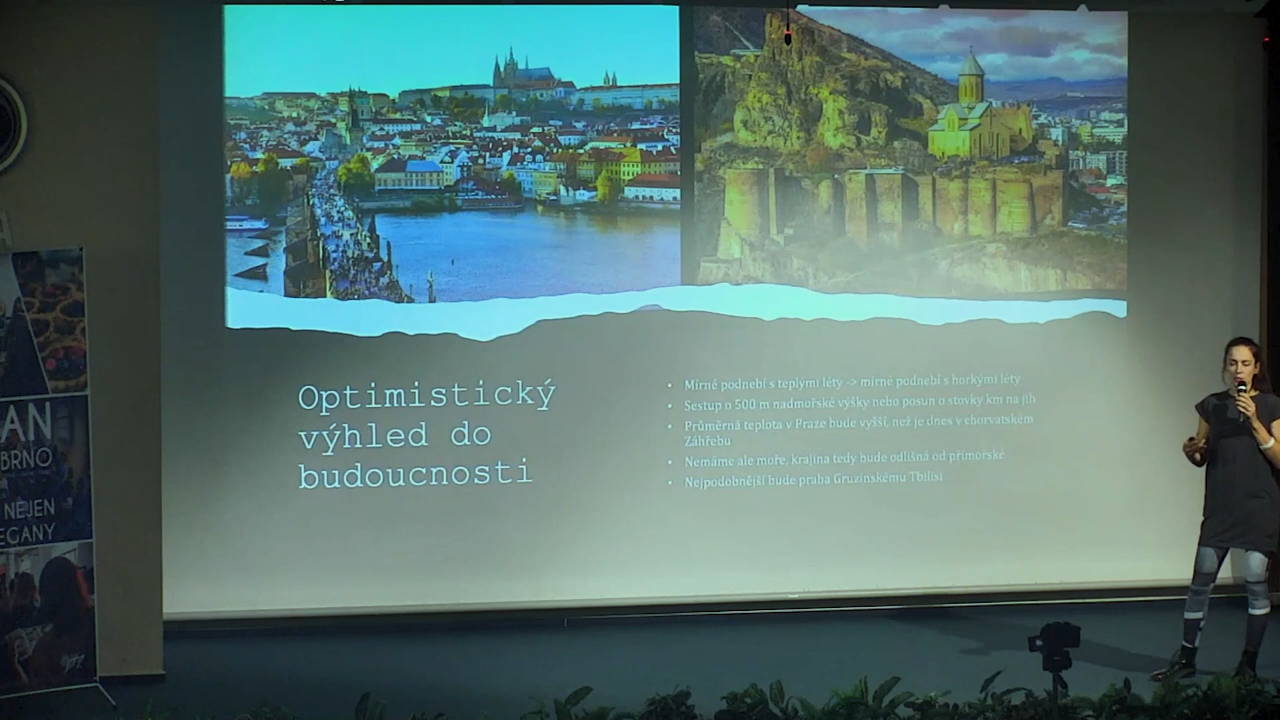 Optimistický
výhled do
budoucnosti
• Mírné podnebí s teplými léty -> mírné podnebí s horkými léty
• Sestup o 500 m nadmořské výšky nebo posun o stovky km na jih
• Průměrná teplota v Praze bude vyšší, než je dnes v chorvatském
Záhřebu
• Nemáme ale moře, krajina tedy bude odlišná od přímořské
• Nejpodobnější bude praha Gruzínskému Tbilisi
AN
BRNO
NEJEN
EGANY